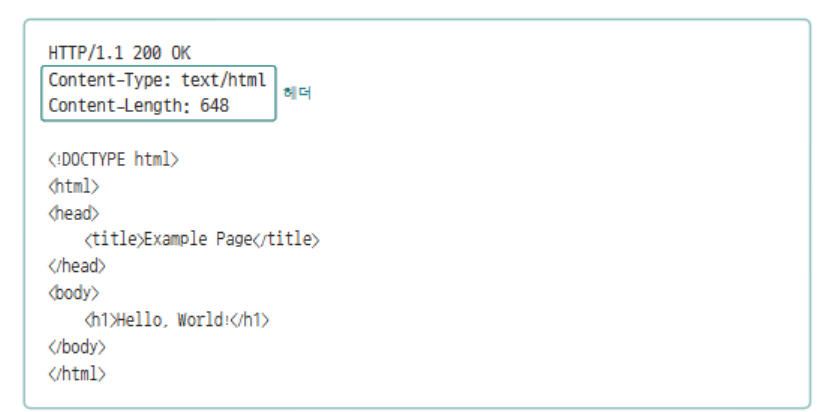 HTTP/1.1 200 OK
Content-Type: text/html
Content-Length: 648
헤더
<!DOCTYPE html>
<html>
<head>
    <title>Example Page</title>
</head>
<body>
    <h1>Hello, World!</h1>
</body>
</html>